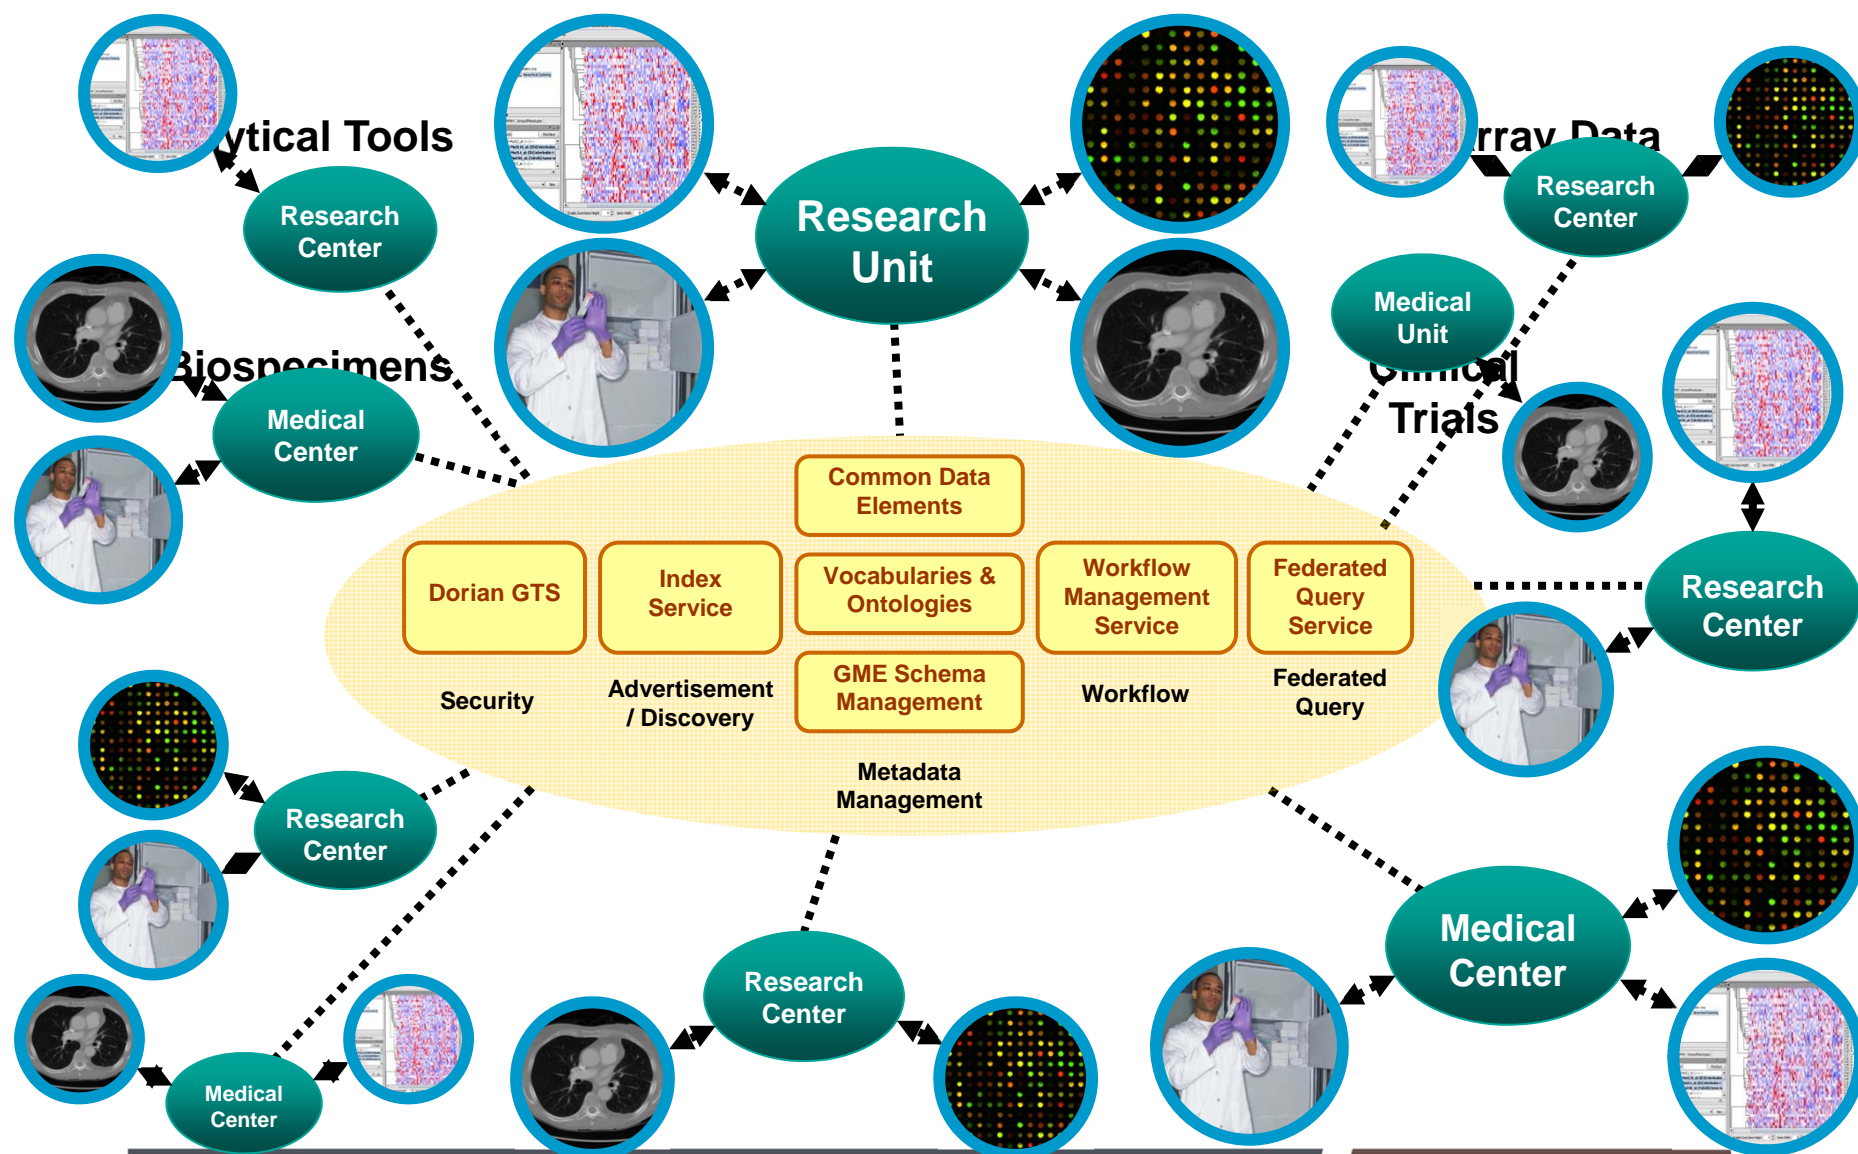 ytical Tools
rray Data
Research
Center
Research
Unit
Research
Center
Medical
Unit
Biospecimens
Clinical
Trials
Medical
Center
Common Data
Elements
Dorian GTS
Index
Service
Vocabularies &
Ontologies
Workflow
Management
Service
Federated
Query
Service
Research
Center
GME Schema
Management
Security
Advertisement
/ Discovery
Workflow
Federated
Query
Metadata
Management
Research
Center
Medical
Center
Research
Center
Medical
Center